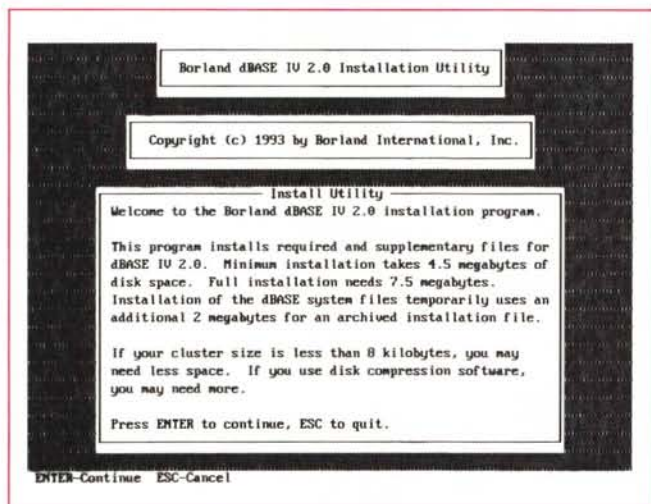 Borland dBASE IV 2.0 Installation Utility
Copyright (c) 1993 by Borland International, Inc.
Install Utility
Welcome to the Borland dBASE IV 2.0 installation program.
This program installs required and supplementary files for
dBASE IV 2.0. Minimum installation takes 4.5 megabytes of
disk space. Full installation needs 7.5 megabytes.
Installation of the dBASE system files temporarily uses an
additional 2 megabytes for an archived installation file.
If your cluster size is less than 8 kilobytes, you may
need less space. If you use disk compression software,
you may need more.
Press ENTER to continue, ESC to quit.
ENTER-Continue ESC-Cancel